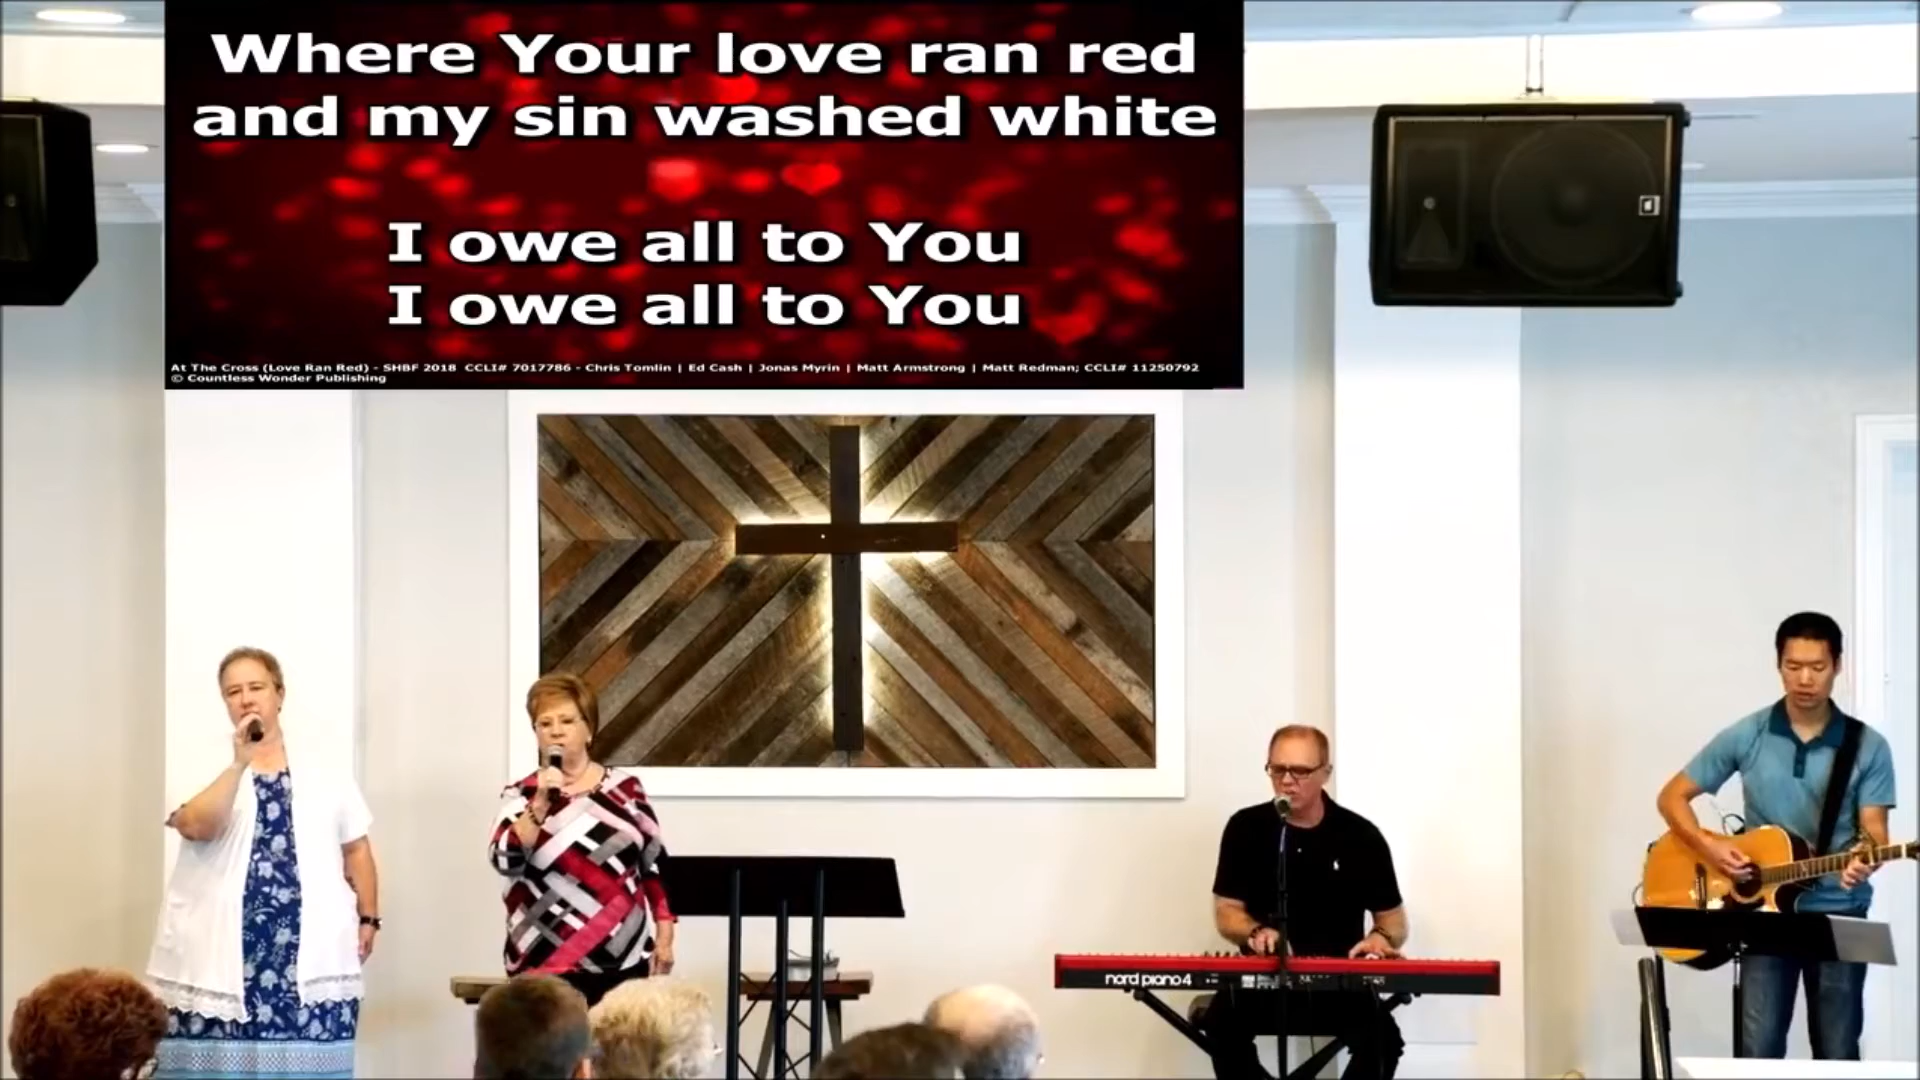 Where Your love ran red
and my sin washed white
I owe all to You
I owe all to You
At The Cross (Love Ran Red) - SHBF 2018 CCLI# 7017786 - Chris Tomlin | Ed Cash | Jonas Myrin | Matt Armstrong | Matt Redman; CCLI# 11250792
© Countless Wonder Publishing
nord piano 4